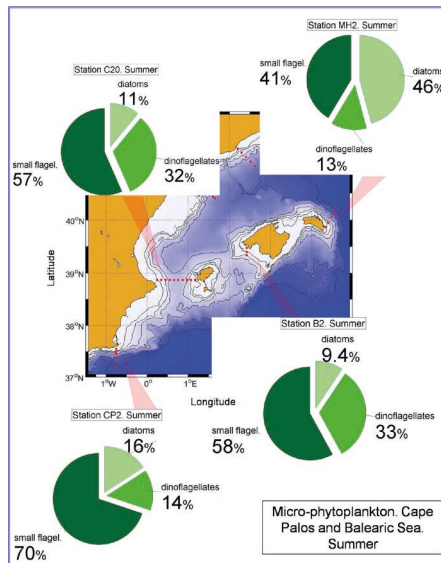 Station MH2. Summer
small flagel.
41%
diatoms
46%
dinoflagellates
13%
Station C20. Summer
diatoms
11%
small flagel.
57%
dinoflagellates
32%
40°N
39°N
38°N
37°N
Latitude
1°W
0°
1°E
Longitude
Station B2. Summer
diatoms
9.4%
dinoflagellates
33%
small flagel.
58%
Station CP2. Summer
diatoms
16%
dinoflagellates
14%
small flagel.
70%
Micro-phytoplankton. Cape
Palos and Balearic Sea.
Summer